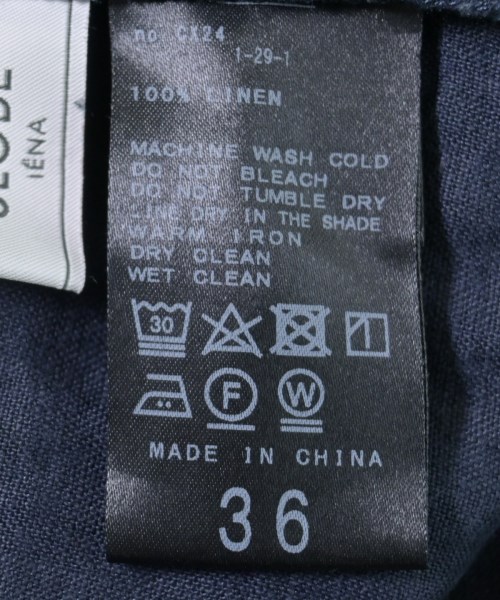 no CX24
1-29-1
100% LINEN
MACHINE WASH COLD
DO NOT BLEACH
DO NOT TUMBLE DRY
LINE DRY IN THE SHADE
WARM IRON
DRY CLEAN
WET CLEAN
30
F W
MADE IN CHINA
36
IÉNA